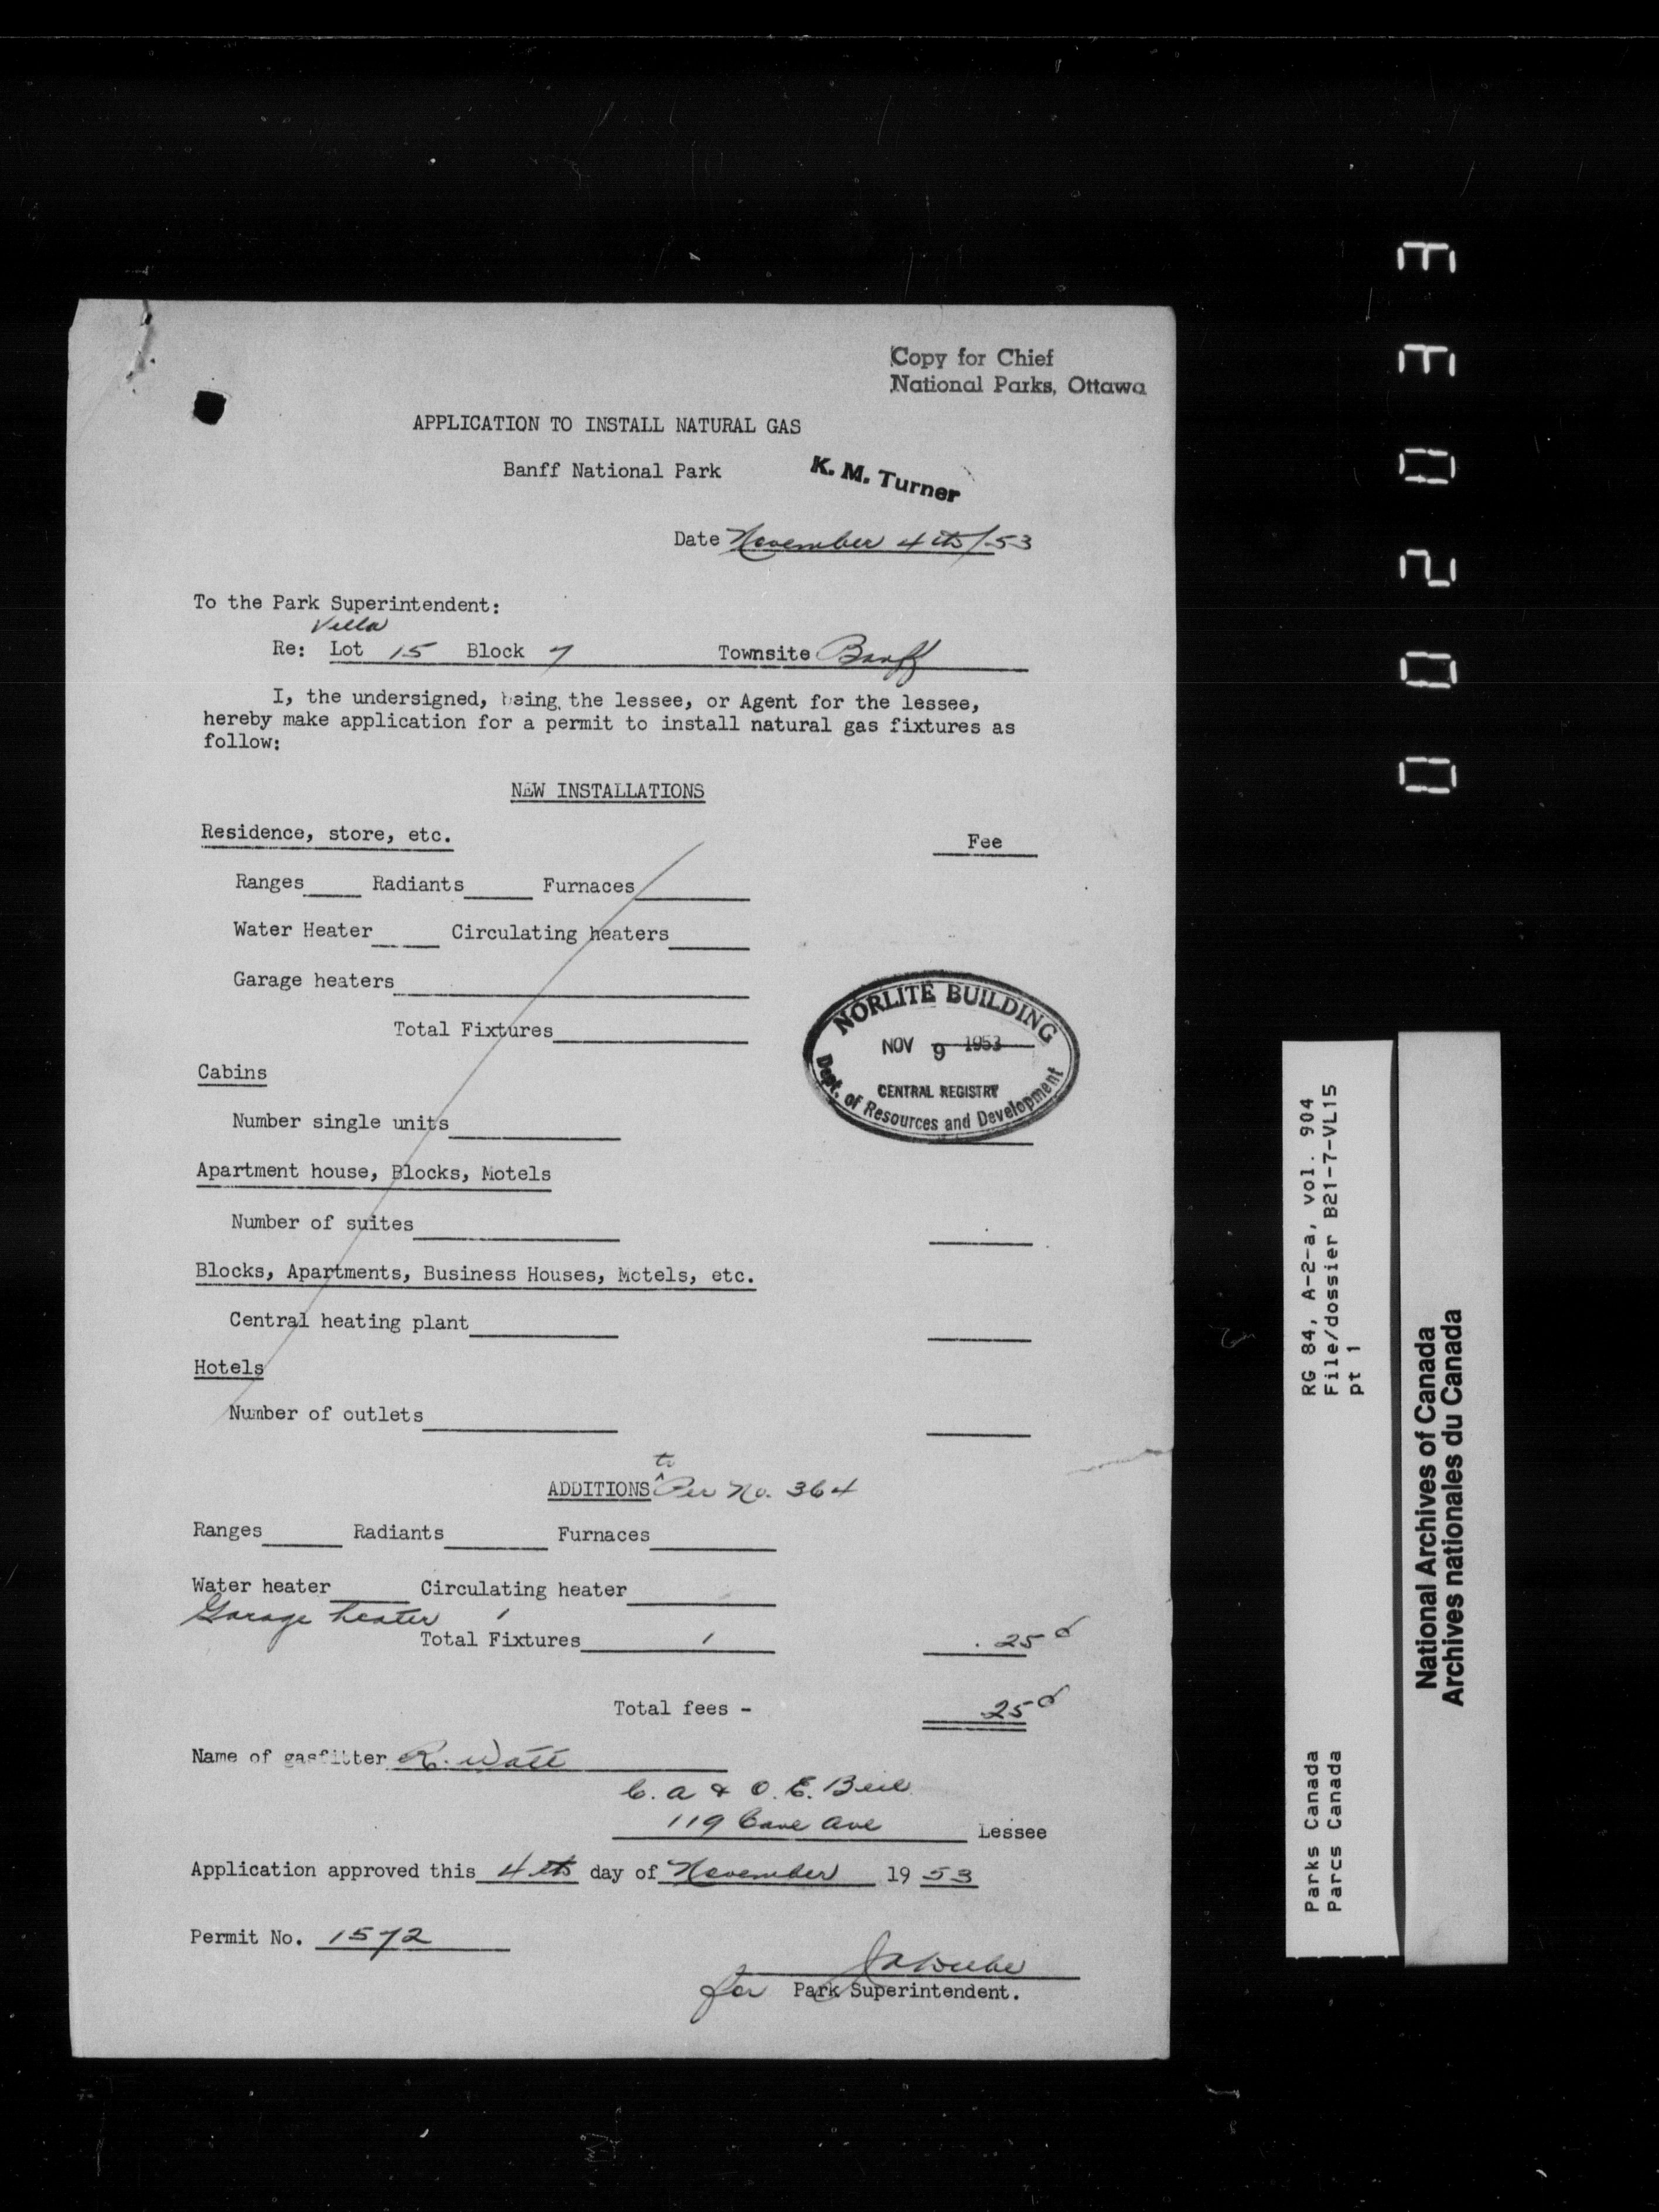 Copy for Chief
National Parks, Ottawa
APPLICATION TO INSTALL NATURAL GAS
Banff National Park
K. M. Turner
Date November 4th/53
To the Park Superintendent:
Villa
Re: Lot 15 Block 7 Townsite Banff
I, the undersigned, being the lessee, or Agent for the lessee,
hereby make application for a permit to install natural gas fixtures as
follow:
NEW INSTALLATIONS
Residence, store, etc. Fee
Ranges Radiants Furnaces
Water Heater Circulating heaters
Garage heaters
Total Fixtures
NORLITE BUILDING
NOV 9 1953
CENTRAL REGISTRY
Dept. of Resources and Development
Cabins
Number single units
Apartment house, Blocks, Motels
Number of suites
Blocks, Apartments, Business Houses, Motels, etc.
Central heating plant
Hotels
Number of outlets
to
ADDITIONS ^ Per No. 364
Ranges Radiants Furnaces
Water heater Circulating heater
Garage heater 1
Total Fixtures 1 .25¢
Total fees - .25¢
Name of gasfitter R. Watt
C. A & O. E. Beil
119 Cave Ave Lessee
Application approved this 4th day of November 19 53
Permit No. 1572
for Park Superintendent.
000 2033
RG 84, A-2-a, vol. 904
File/dossier B21-7-VL15
pt 1
Parks Canada
Parcs Canada
National Archives of Canada
Archives nationales du Canada